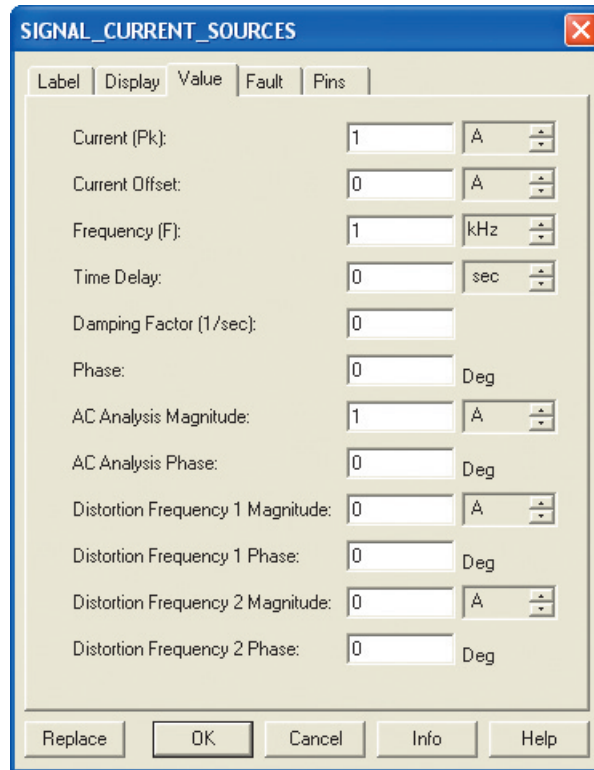 SIGNAL_CURRENT_SOURCES
Label Display Value Fault Pins
Current (Pk): 1 A
Current Offset: 0 A
Frequency (F): 1 kHz
Time Delay: 0 sec
Damping Factor (1/sec): 0
Phase: 0 Deg
AC Analysis Magnitude: 1 A
AC Analysis Phase: 0 Deg
Distortion Frequency 1 Magnitude: 0 A
Distortion Frequency 1 Phase: 0 Deg
Distortion Frequency 2 Magnitude: 0 A
Distortion Frequency 2 Phase: 0 Deg
Replace OK Cancel Info Help